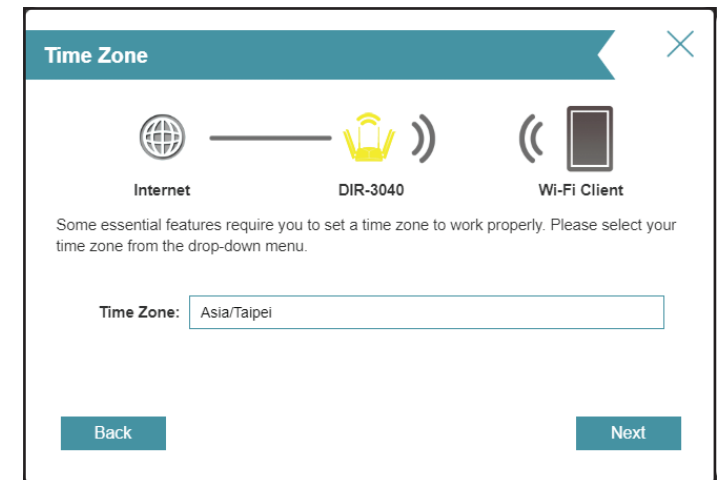 Time Zone
Internet
DIR-3040
Wi-Fi Client
Some essential features require you to set a time zone to work properly. Please select your
time zone from the drop-down menu.
Time Zone: Asia/Taipei
Back
Next